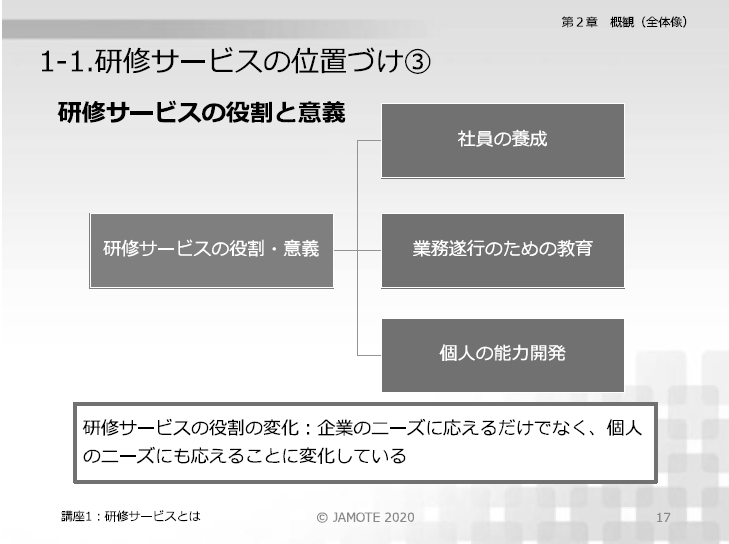 第２章　概観（全体像）
1-1.研修サービスの位置づけ③
研修サービスの役割と意義
社員の養成
研修サービスの役割・意義
業務遂行のための教育
個人の能力開発
研修サービスの役割の変化：企業のニーズに応えるだけでなく、個人
のニーズにも応えることに変化している
講座1：研修サービスとは
© JAMOTE 2020
17